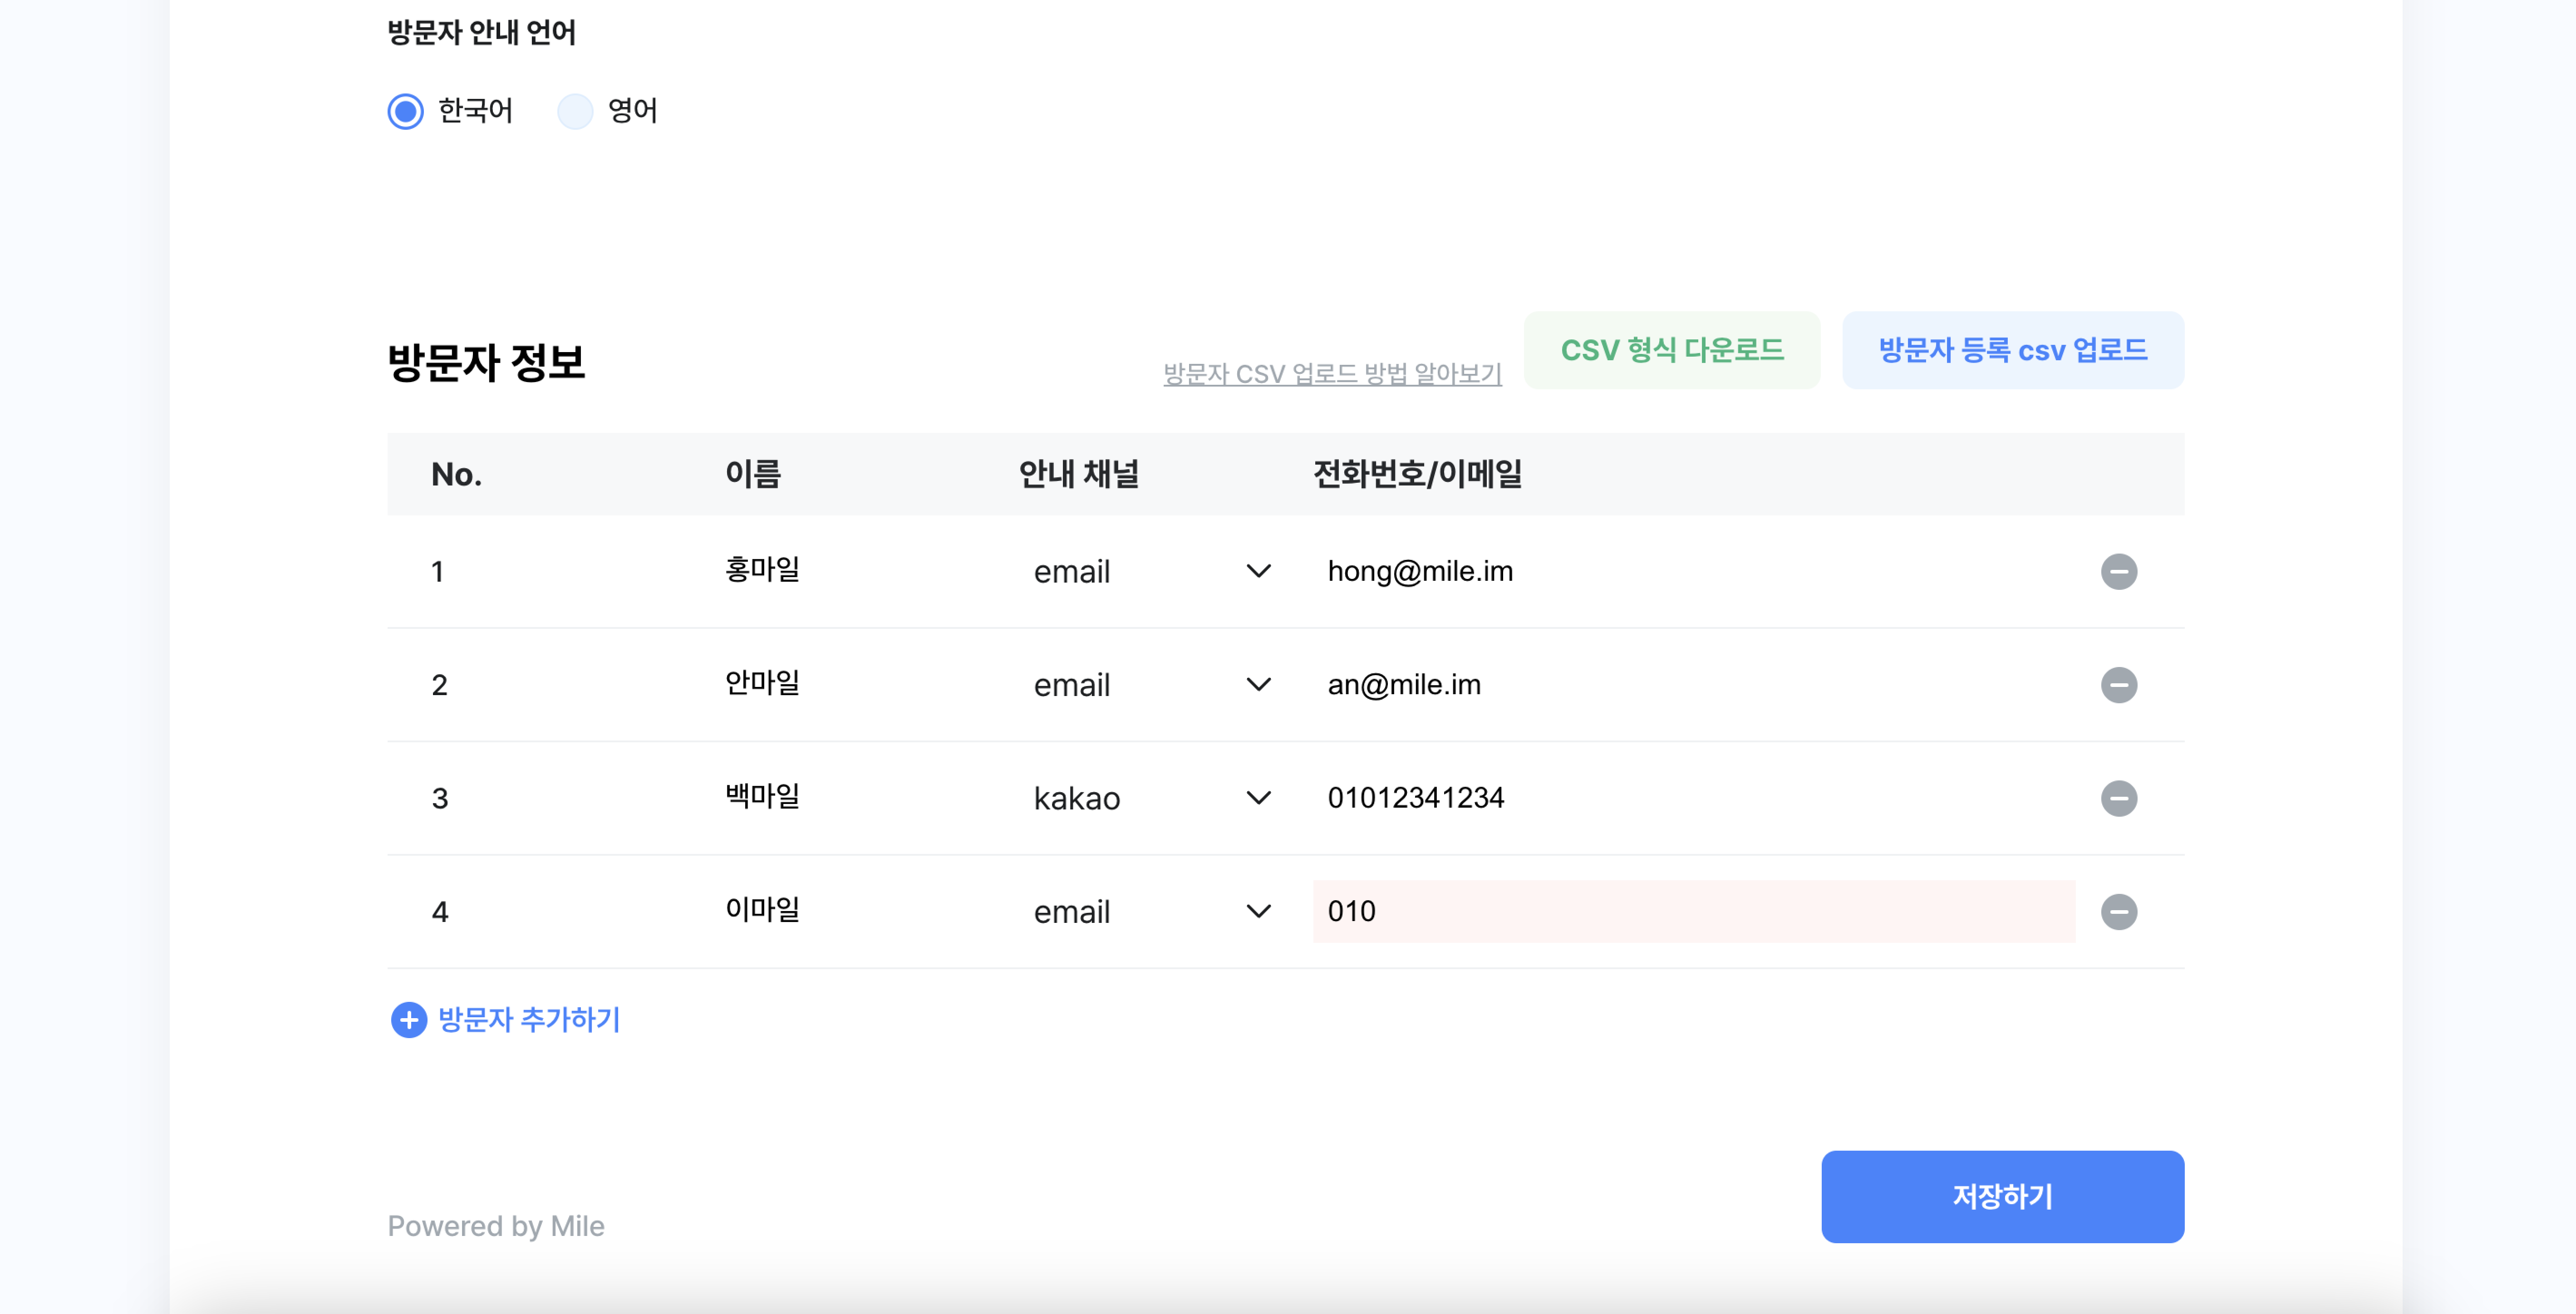 방문자 안내 언어
한국어 영어
방문자 정보 방문자 CSV 업로드 방법 알아보기 CSV 형식 다운로드 방문자 등록 csv 업로드
No. 이름 안내 채널 전화번호/이메일
1 홍마일 email hong@mile.im
2 안마일 email an@mile.im
3 백마일 kakao 01012341234
4 이마일 email 010
방문자 추가하기
저장하기
Powered by Mile